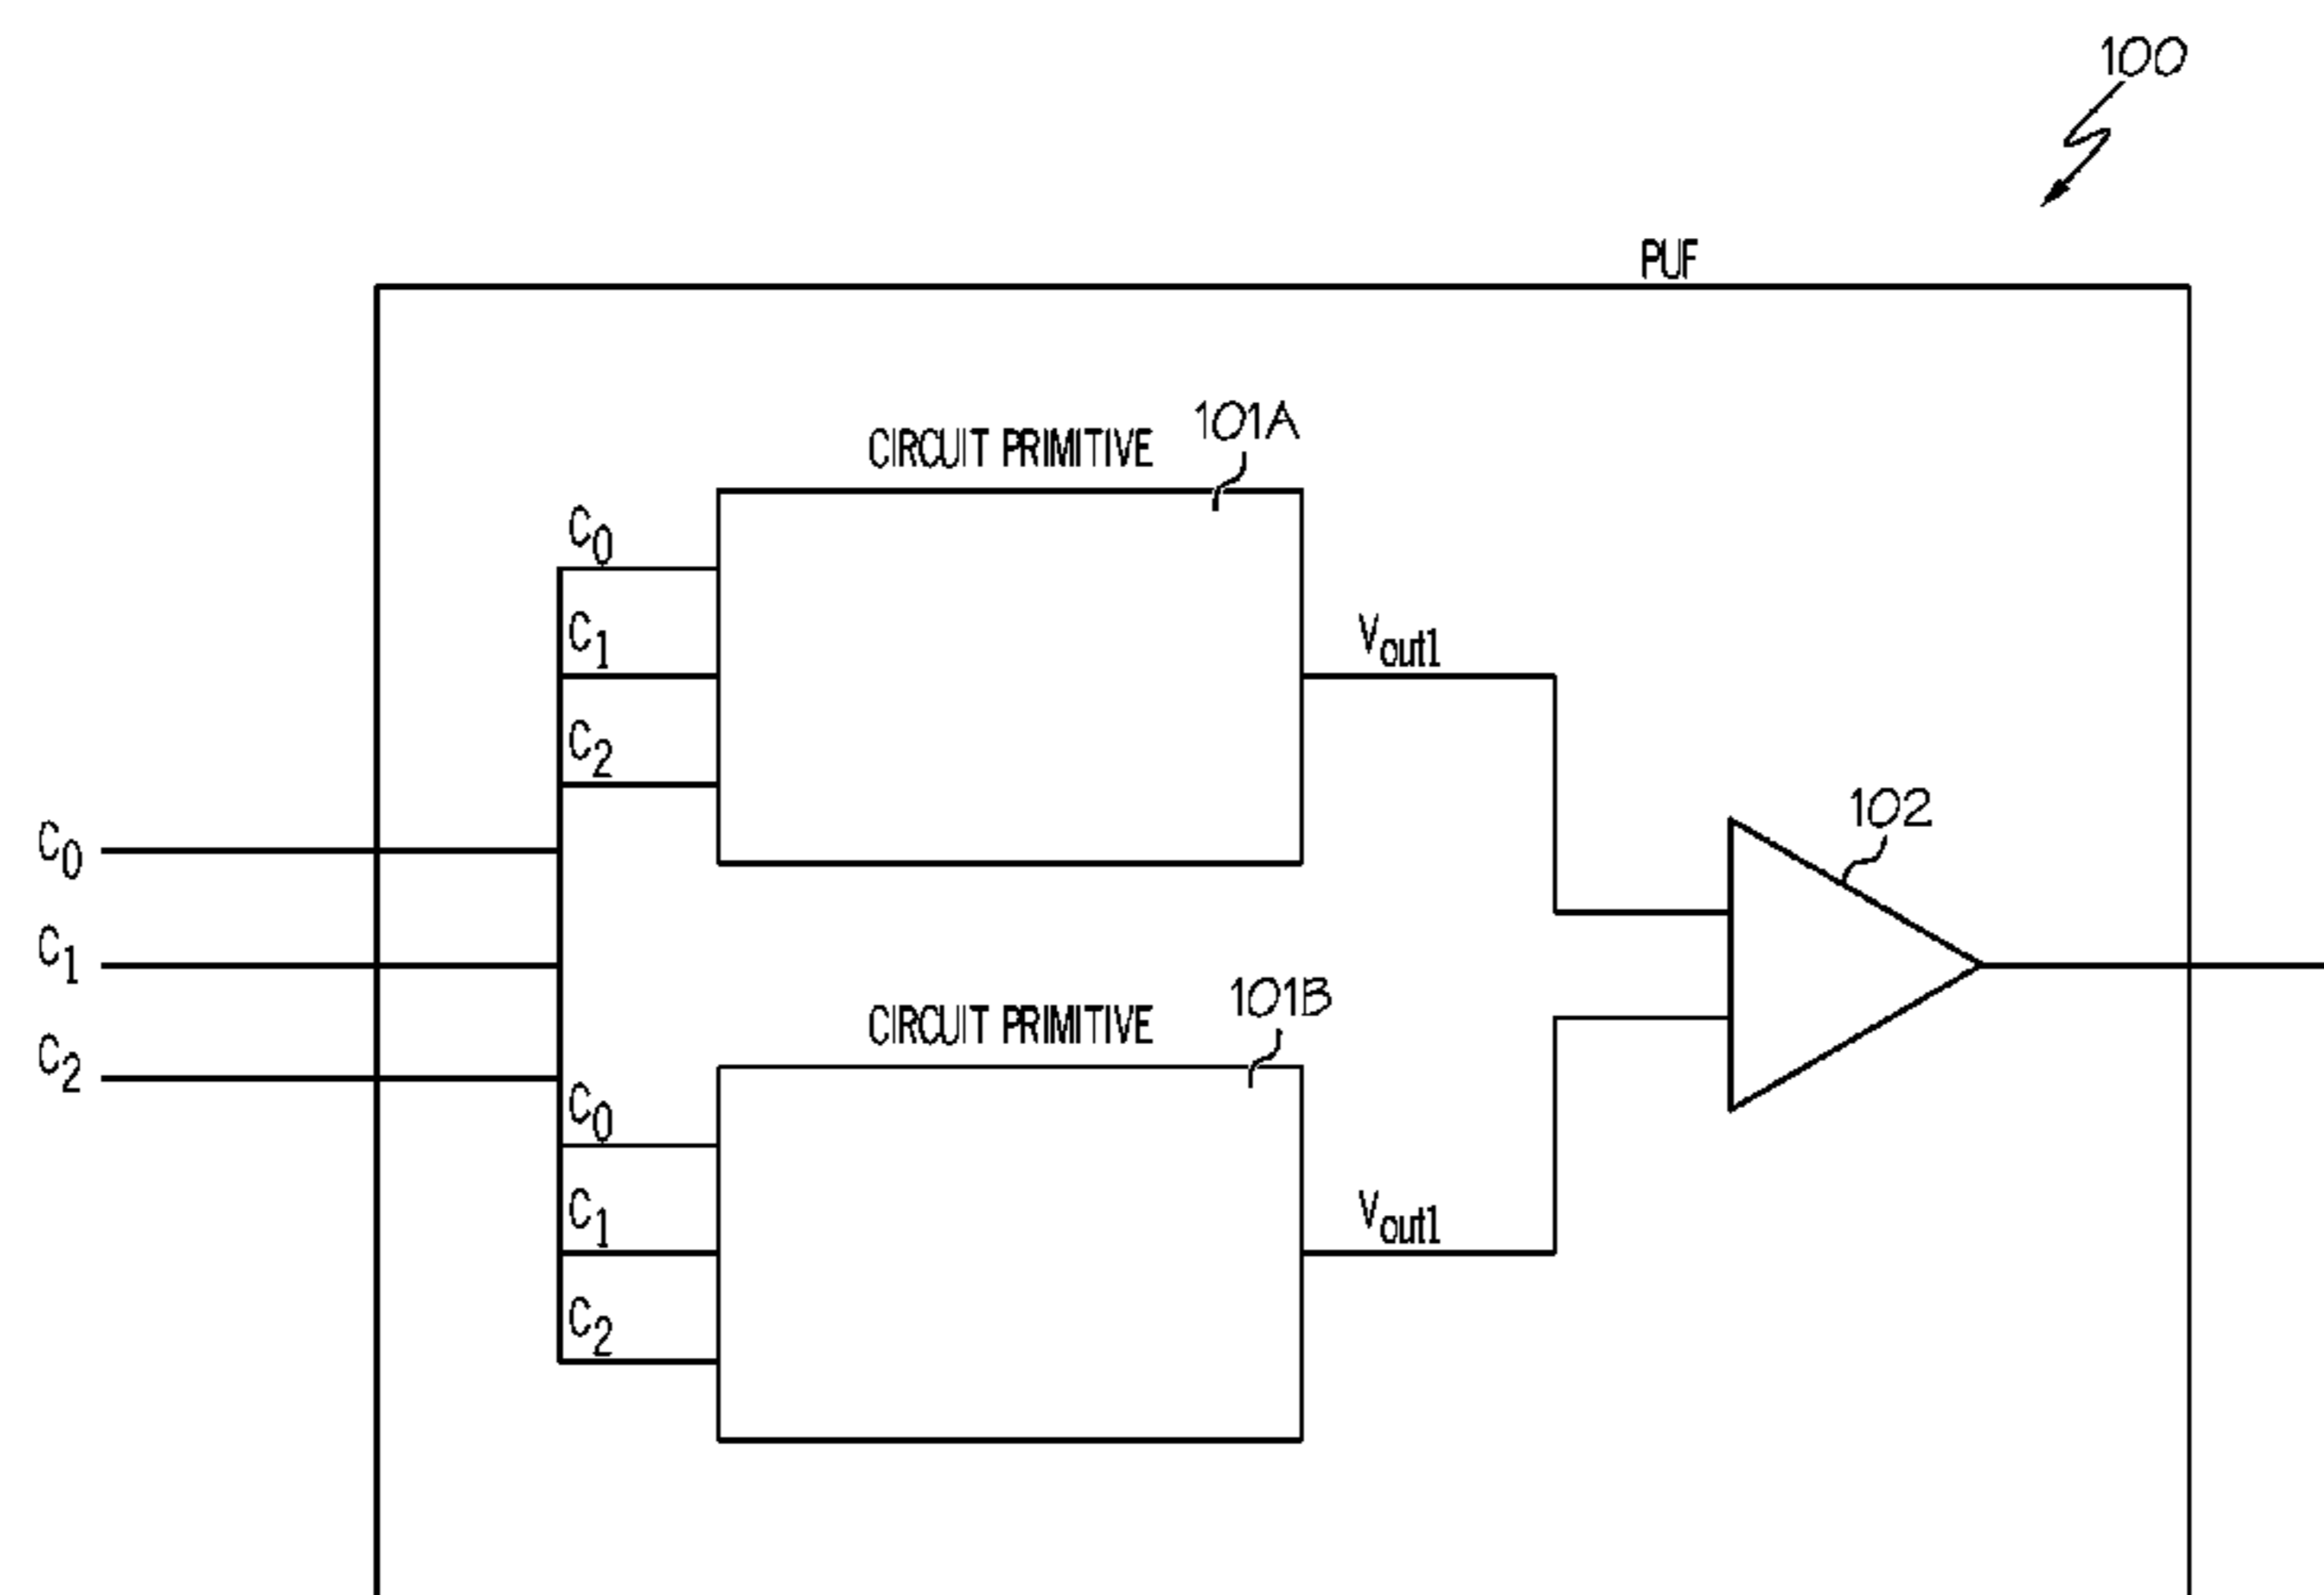 100
PUF
CIRCUIT PRIMITIVE 101A
C0
C1
Vout1
C2
C0
102
C1
CIRCUIT PRIMITIVE 101B
C2
C0
C1
Vout1
C2